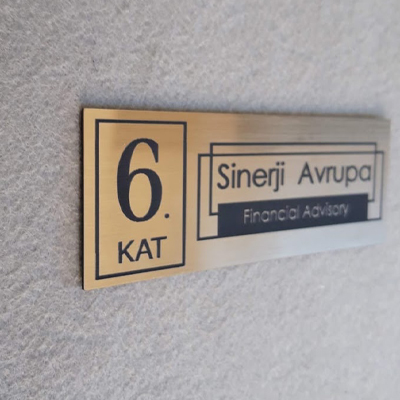 6.
KAT
Sinerji Avrupa
Financial Advisory